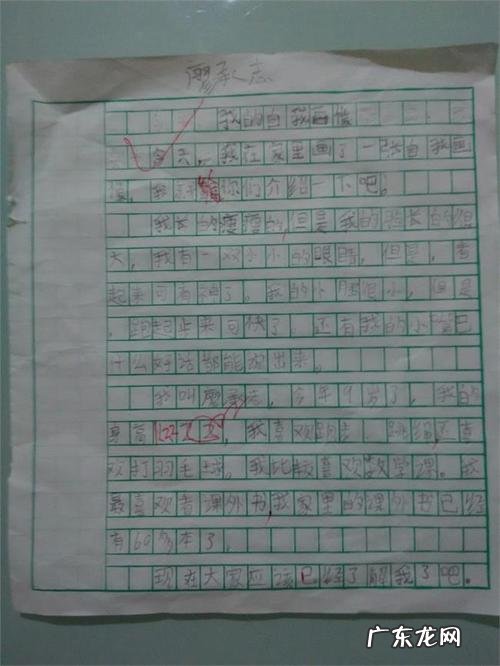 廖承志
我的自我画像
今天，我在家里画了一张自我画
像，我就给你们介绍一下吧。
我长的瘦瘦的，但是我的脸长的很
大，我有一双小小的眼睛，但是，看
起来可有神了。我的小腿很小，但是
，跑起步来可快了。还有我的小嘴巴
什么好话都能说出来。
我叫廖承志，今年9岁了，我的
身高122，我喜欢跑步、跳绳还喜
欢打羽毛球。我比较喜欢数学课。我
最喜欢看课外书，我家里的课外书已经
有60多本了。
现在大家应该已经了解我了吧。
广东龙网